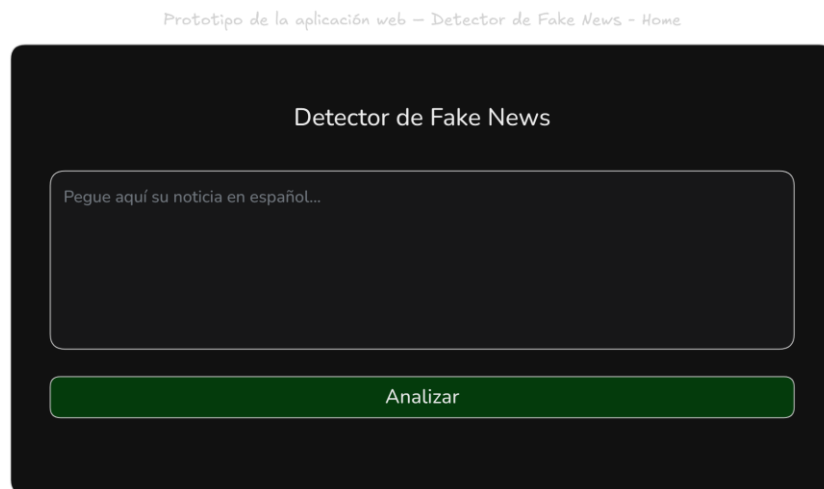 Prototipo de la aplicación web – Detector de Fake News - Home
Detector de Fake News
Pegue aquí su noticia en español...
Analizar